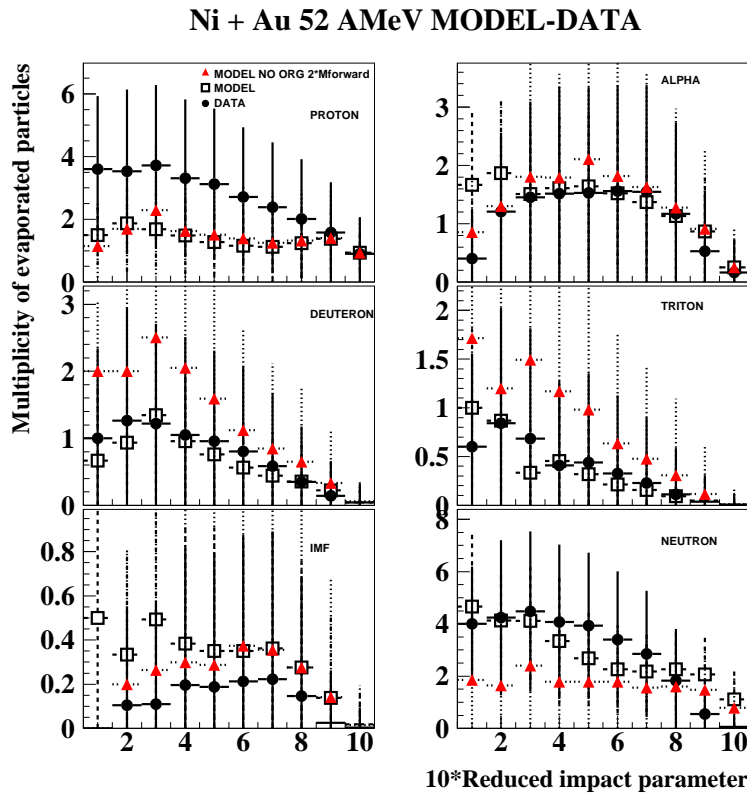 Ni + Au 52 AMeV MODEL-DATA
Multiplicity of evaporated particles
MODEL NO ORG 2*Mforward
MODEL
DATA
PROTON
6
4
2
0
ALPHA
3
2
1
0
DEUTERON
3
2
1
0
TRITON
2
1.5
1
0.5
0
IMF
0.8
0.6
0.4
0.2
0
NEUTRON
8
6
4
2
0
2 4 6 8 10
2 4 6 8 10
10*Reduced impact parameter